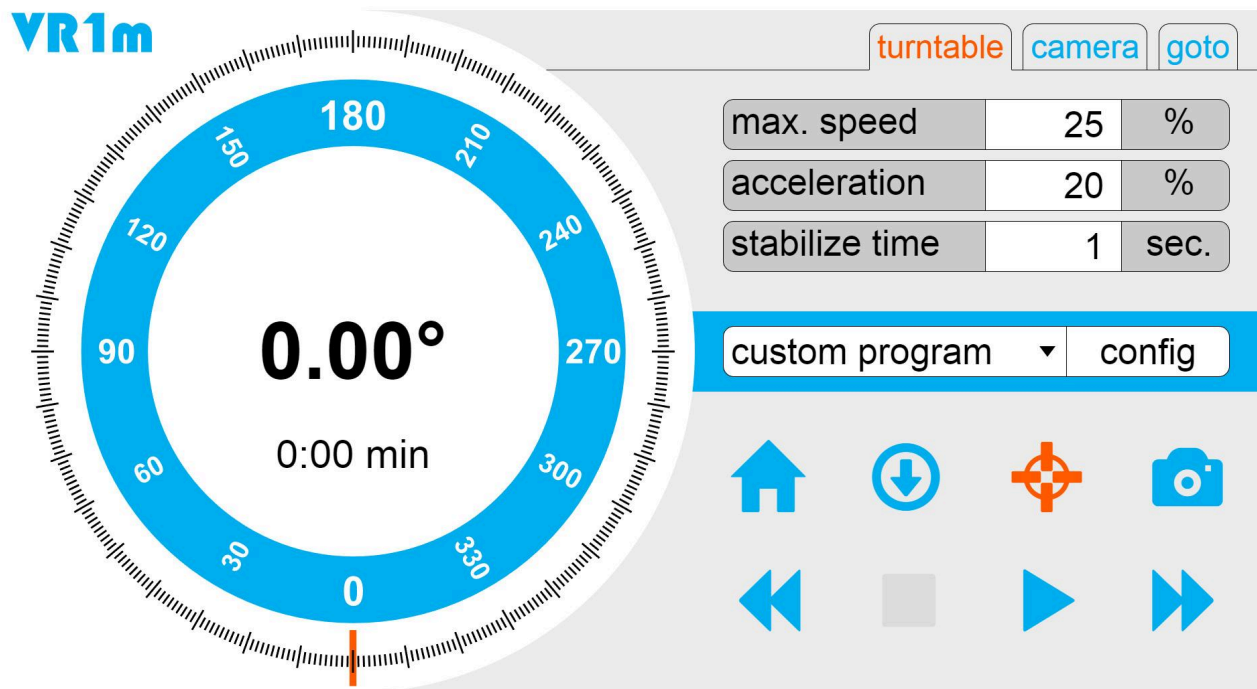 VR1m
turntable camera goto
max. speed 25 %
acceleration 20 %
stabilize time 1 sec.
custom program config
180
150 210
120 240
90 270
60 300
30 330
0
0.00°
0:00 min